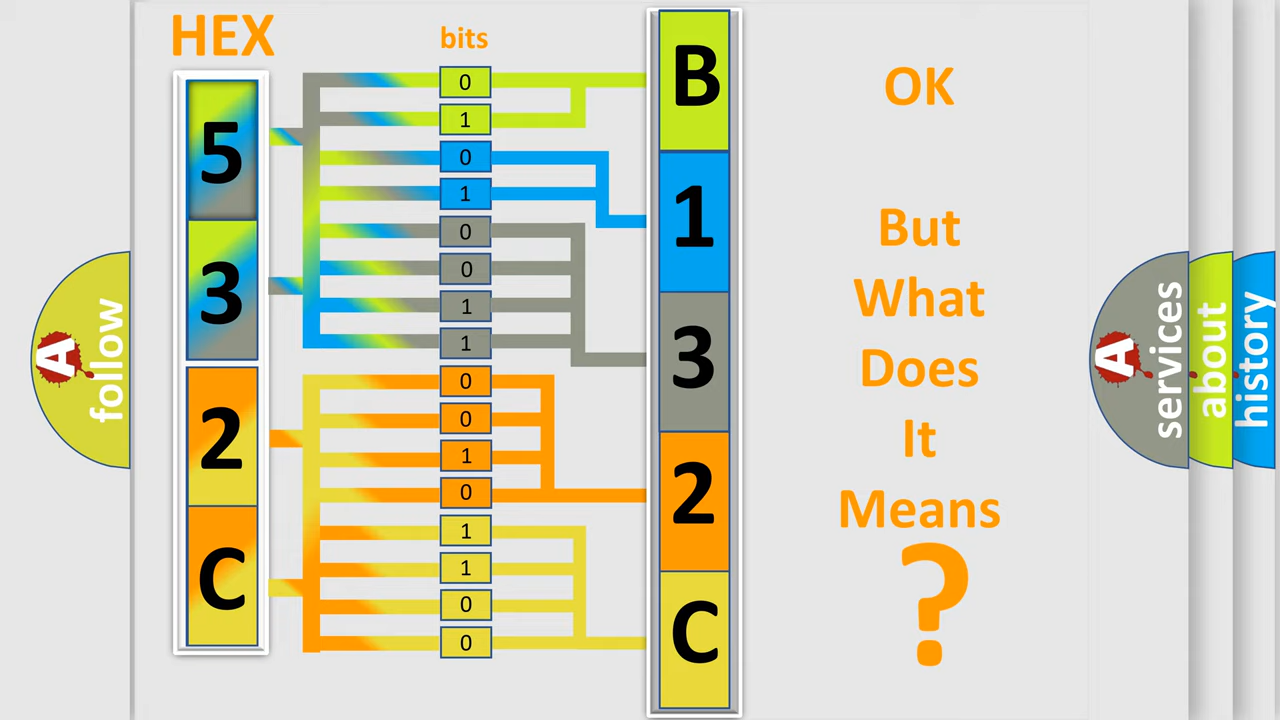 HEX
bits
5
3
2
C
0
1
0
1
0
0
1
1
0
0
1
0
1
1
0
0
B
1
3
2
C
OK
But
What
Does
It
Means
?
A
follow
A
services
about
history